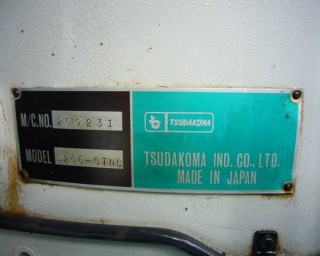 M/C.NO.
TSUDAKOMA
MODEL
TSUDAKOMA IND. CO., LTD.
MADE IN JAPAN